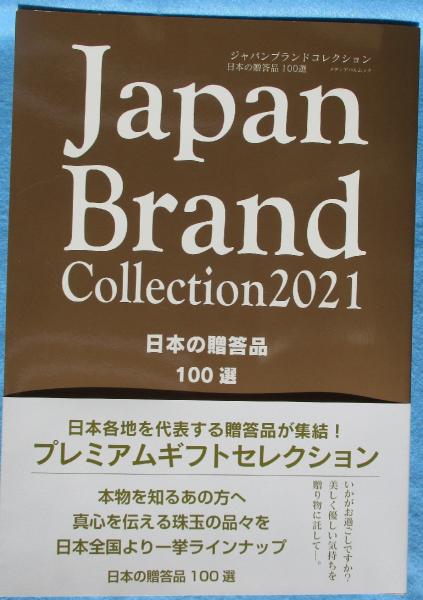 ジャパンブランドコレクション
日本の贈答品 100選 メディアパルムック
Japan
Brand
Collection2021
日本の贈答品
100 選
日本各地を代表する贈答品が集結！
プレミアムギフトセレクション
本物を知るあの方へ
真心を伝える珠玉の品々を
日本全国より一挙ラインナップ
日本の贈答品 100 選
いかがお過ごしですか？
美しく優しい気持ちを
贈り物に託して―。